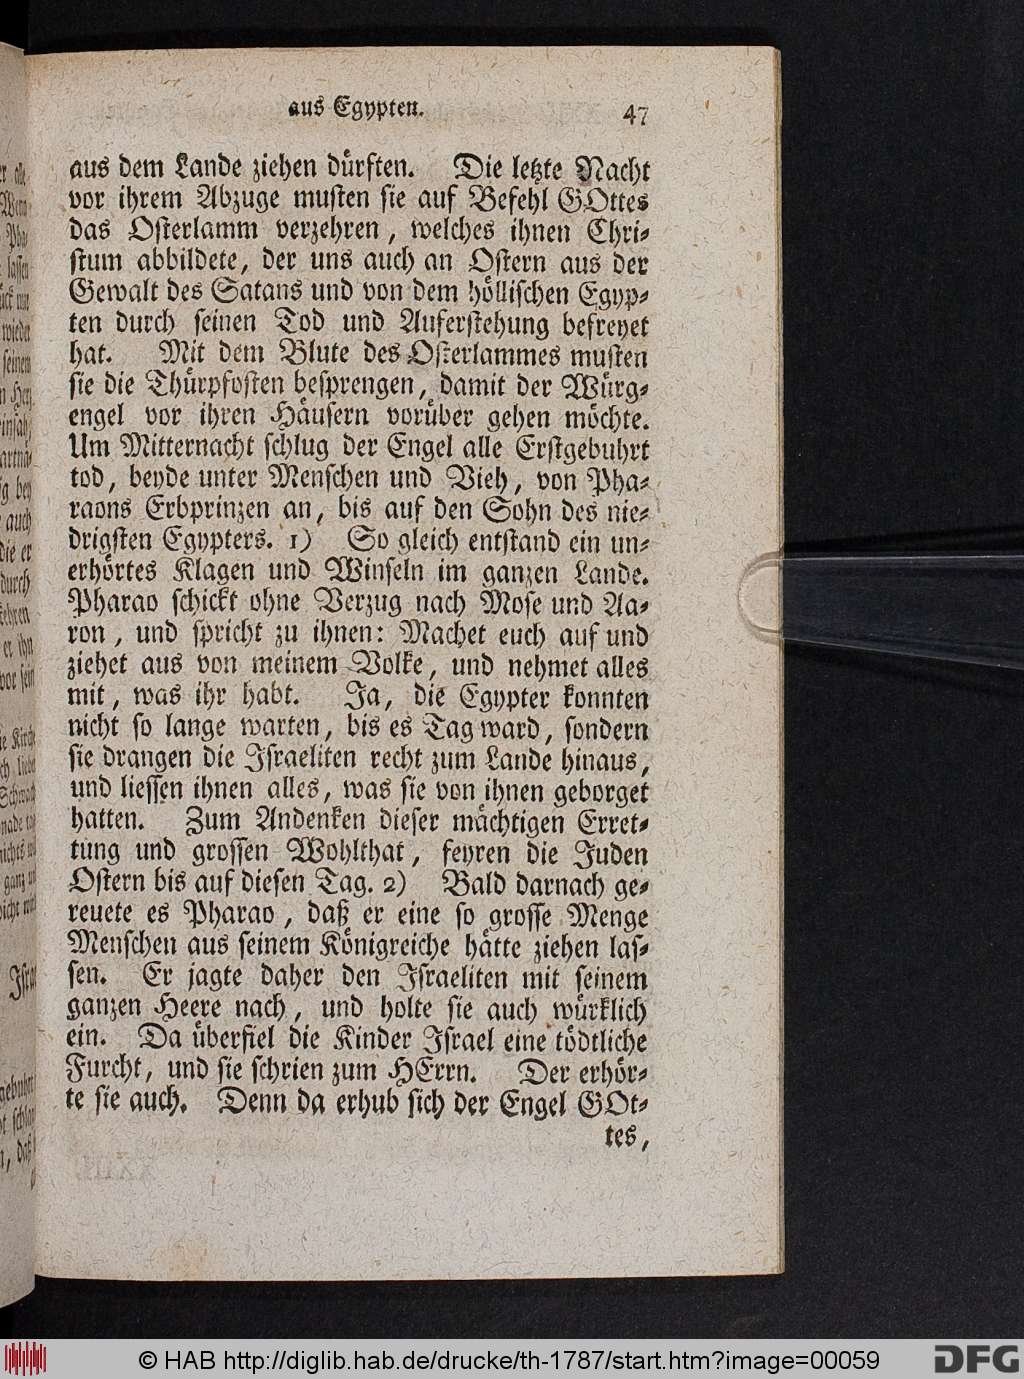 aus Egypten. 47
aus dem Lande ziehen dürften. Die letzte Nacht
vor ihrem Abzuge musten sie auf Befehl GOttes
das Osterlamm verzehren, welches ihnen Chri-
stum abbildete, der uns auch an Ostern aus der
Gewalt des Satans und von dem höllischen Egyp-
ten durch seinen Tod und Auferstehung befreyet
hat. Mit dem Blute des Osterlammes musten
sie die Thürpfosten besprengen, damit der Würg-
engel vor ihren Häusern vorüber gehen möchte.
Um Mitternacht schlug der Engel alle Erstgebuhrt
tod, beyde unter Menschen und Vieh, von Pha-
raons Erbprinzen an, bis auf den Sohn des nie-
drigsten Egypters. 1) So gleich entstand ein un-
erhörtes Klagen und Winseln im ganzen Lande.
Pharao schickt ohne Verzug nach Mose und Aa-
ron, und spricht zu ihnen: Machet euch auf und
ziehet aus von meinem Volke, und nehmet alles
mit, was ihr habt. Ja, die Egypter konnten
nicht so lange warten, bis es Tag ward, sondern
sie drangen die Israeliten recht zum Lande hinaus,
und liessen ihnen alles, was sie von ihnen geborget
hatten. Zum Andenken dieser mächtigen Erret-
tung und grossen Wohlthat, feyren die Juden
Ostern bis auf diesen Tag. 2) Bald darnach ge-
reuete es Pharao, daß er eine so grosse Menge
Menschen aus seinem Königreiche hätte ziehen las-
sen. Er jagte daher den Israeliten mit seinem
ganzen Heere nach, und holte sie auch würklich
ein. Da überfiel die Kinder Israel eine tödtliche
Furcht, und sie schrien zum HErrn. Der erhör-
te sie auch. Denn da erhub sich der Engel GOt-
tes,
© HAB http://diglib.hab.de/drucke/th-1787/start.htm?image=00059
DFG